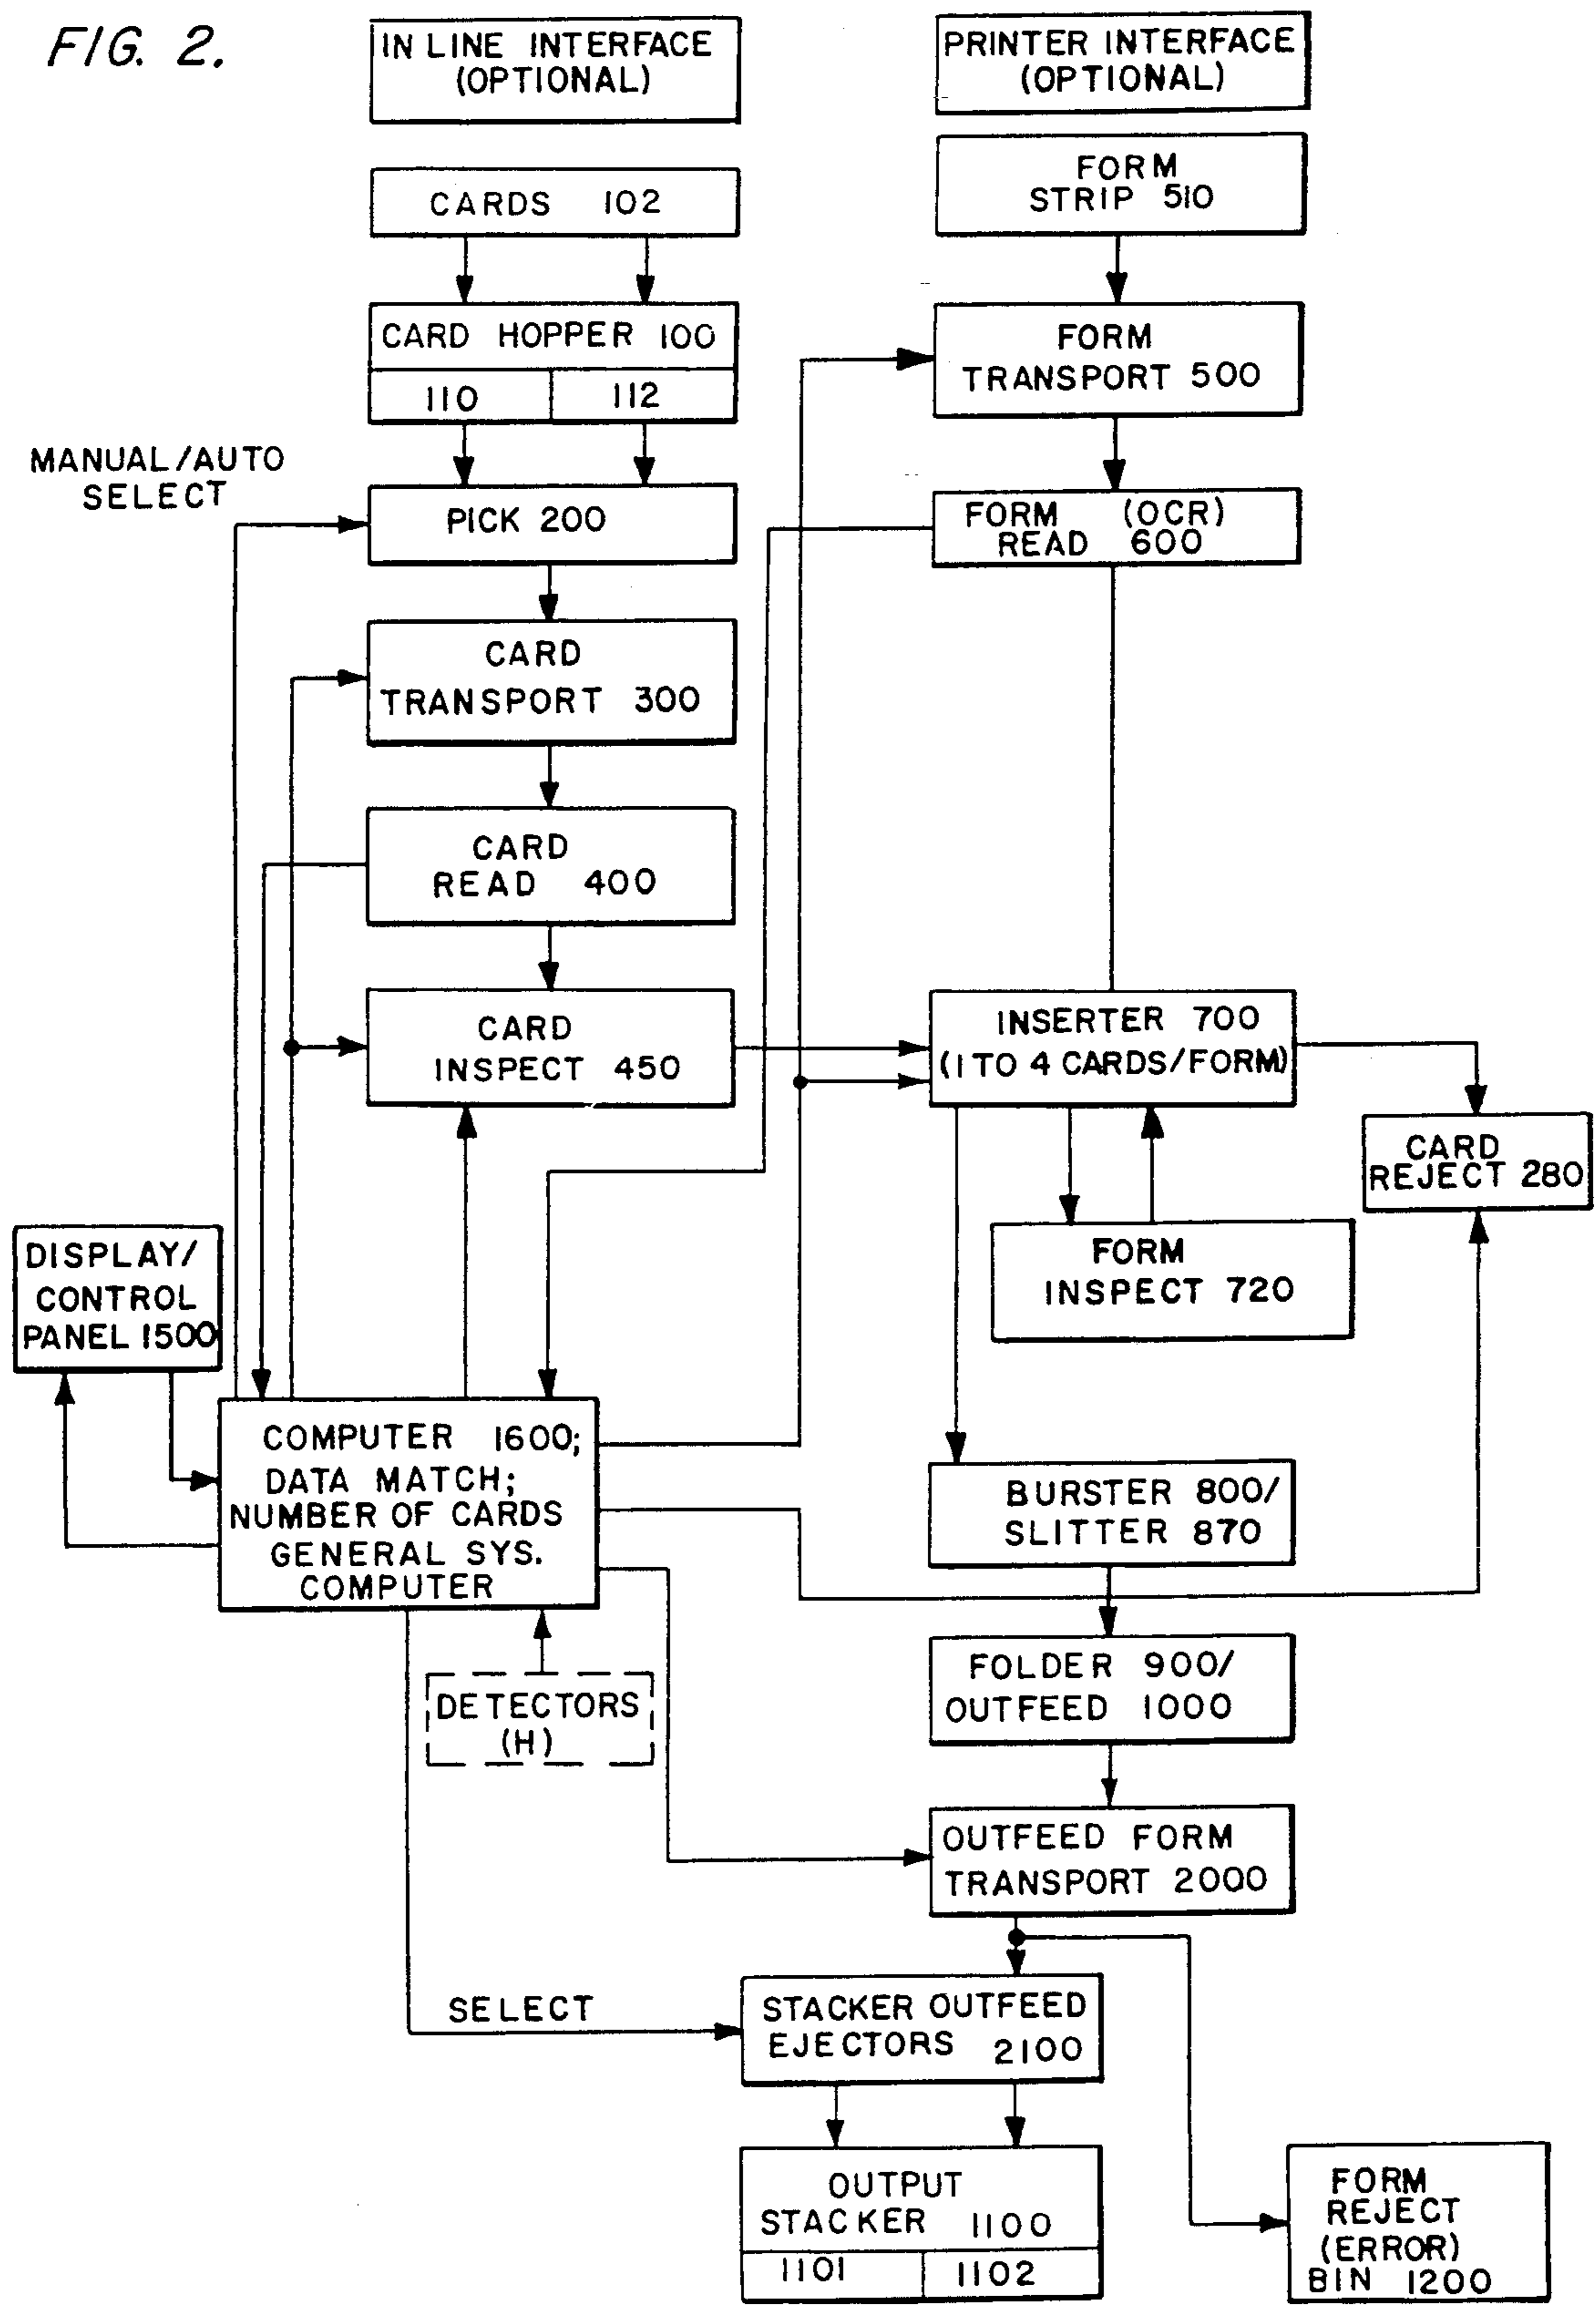 FIG. 2.
IN LINE INTERFACE
(OPTIONAL)
PRINTER INTERFACE
(OPTIONAL)
CARDS 102
FORM
STRIP 510
CARD HOPPER 100
110 112
FORM
TRANSPORT 500
MANUAL/AUTO
SELECT
PICK 200
FORM (OCR)
READ 600
CARD
TRANSPORT 300
CARD
READ 400
CARD
INSPECT 450
INSERTER 700
(1 TO 4 CARDS/FORM)
CARD
REJECT 280
FORM
INSPECT 720
DISPLAY/
CONTROL
PANEL 1500
COMPUTER 1600;
DATA MATCH;
NUMBER OF CARDS
GENERAL SYS.
COMPUTER
BURSTER 800/
SLITTER 870
DETECTORS
(H)
FOLDER 900/
OUTFEED 1000
OUTFEED FORM
TRANSPORT 2000
SELECT
STACKER OUTFEED
EJECTORS 2100
OUTPUT
STACKER 1100
1101 1102
FORM
REJECT
(ERROR)
BIN 1200